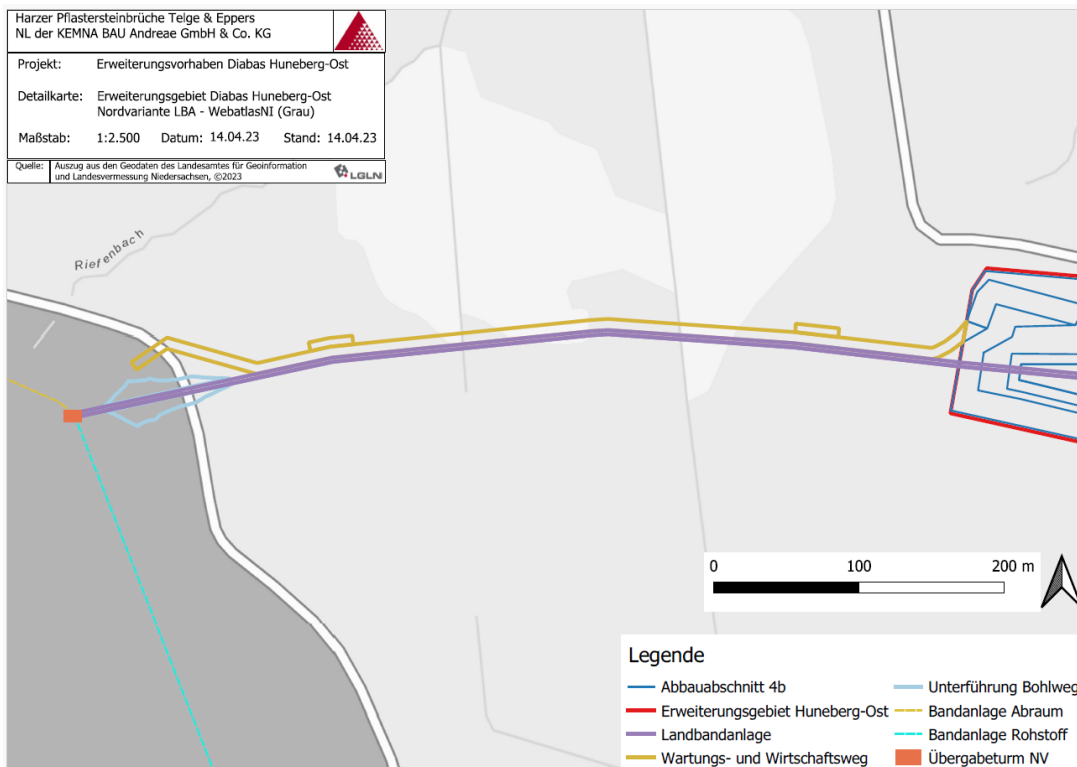 Harzer Pflastersteinbrüche Telge & Eppers
NL der KEMNA BAU Andreae GmbH & Co. KG
Projekt: Erweiterungsvorhaben Diabas Huneberg-Ost
Detailkarte: Erweiterungsgebiet Diabas Huneberg-Ost
Nordvariante LBA - WebatlasNI (Grau)
Maßstab: 1:2.500 Datum: 14.04.23 Stand: 14.04.23
Quelle: Auszug aus den Geodaten des Landesamtes für Geoinformation
und Landesvermessung Niedersachsen, ©2023
LGLN
Riefenbach
0 100 200 m
Legende
Abbauabschnitt 4b
Erweiterungsgebiet Huneberg-Ost
Landbandanlage
Wartungs- und Wirtschaftsweg
Unterführung Bohlweg
Bandanlage Abraum
Bandanlage Rohstoff
Übergabeturm NV